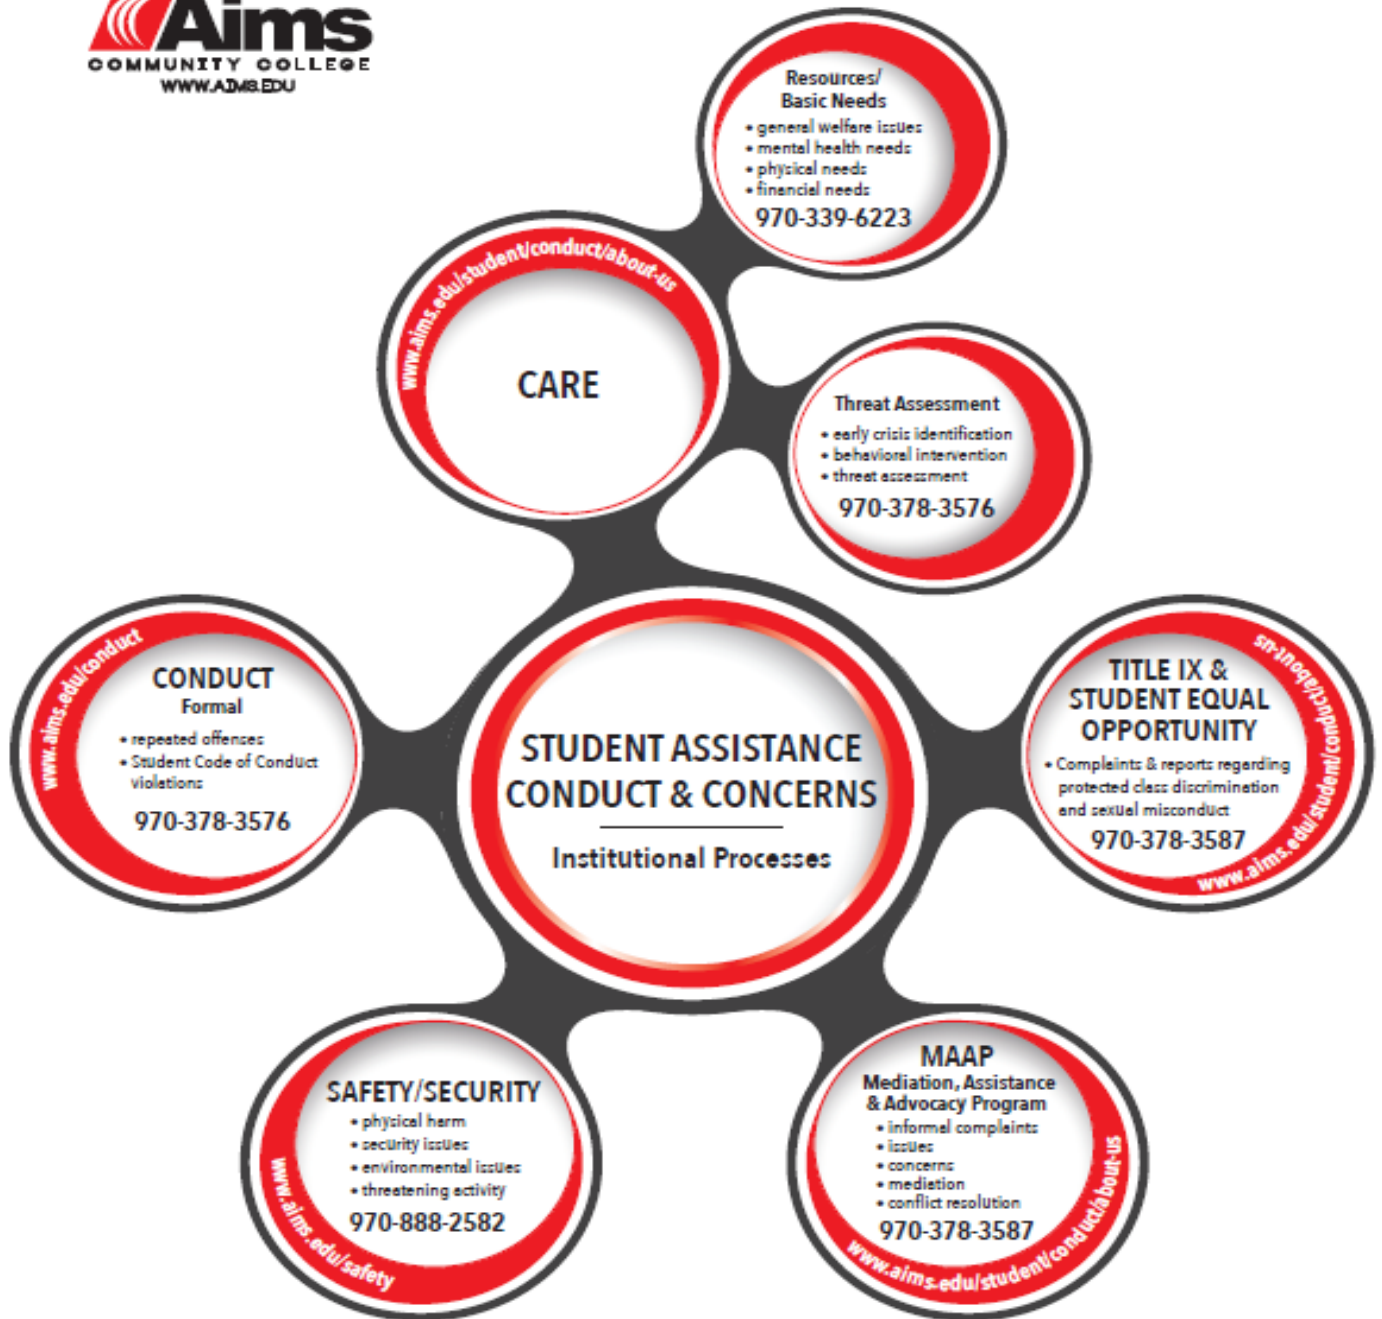 Aims
COMMUNITY COLLEGE
WWW.AIMS.EDU
Resources/
Basic Needs
• general welfare issues
• mental health needs
• physical needs
• financial needs
970-339-6223
www.aims.edu/student/conduct/about-us
CARE
Threat Assessment
• early crisis identification
• behavioral intervention
• threat assessment
970-378-3576
www.aims.edu/conduct
CONDUCT
Formal
• repeated offenses
• Student Code of Conduct
violations
970-378-3576
STUDENT ASSISTANCE
CONDUCT & CONCERNS
Institutional Processes
TITLE IX &
STUDENT EQUAL
OPPORTUNITY
• Complaints & reports regarding
protected class discrimination
and sexual misconduct
970-378-3587
www.aims.edu/student/conduct/about-us
SAFETY/SECURITY
• physical harm
• security issues
• environmental issues
• threatening activity
970-888-2582
www.aims.edu/safety
MAAP
Mediation, Assistance
& Advocacy Program
• informal complaints
• issues
• concerns
• mediation
• conflict resolution
970-378-3587
www.aims.edu/student/conduct/about-us